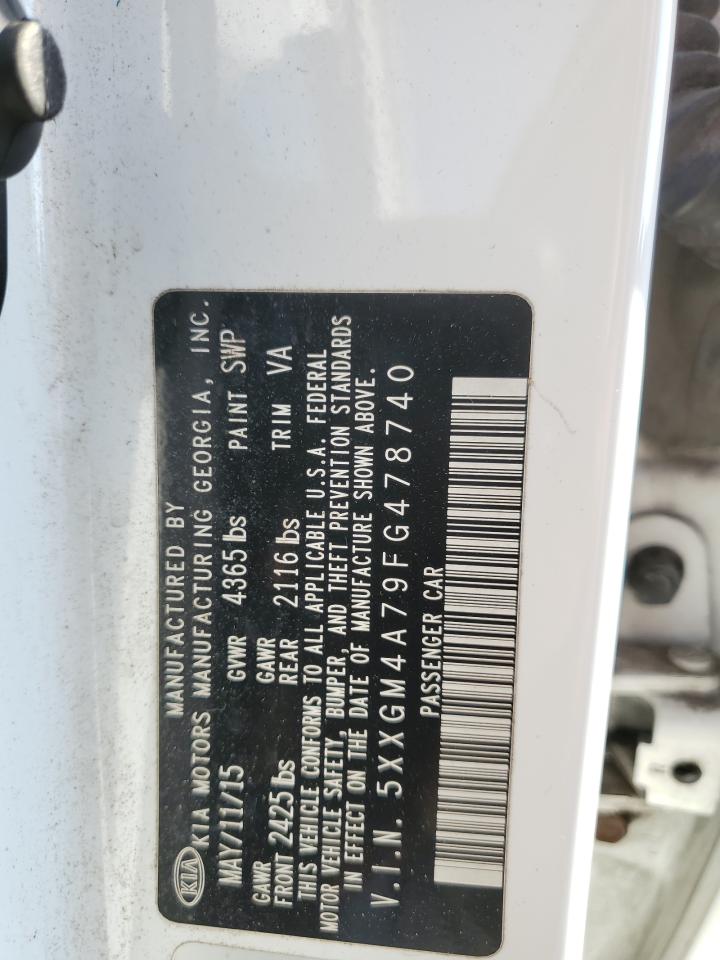 MANUFACTURED BY
KIA KIA MOTORS MANUFACTURING GEORGIA, INC.
MAY/11/15 GVWR 4365 lbs PAINT SWP
GAWR FRONT 2425 lbs GAWR REAR 2116 lbs TRIM VA
THIS VEHICLE CONFORMS TO ALL APPLICABLE U.S.A. FEDERAL
MOTOR VEHICLE SAFETY, BUMPER, AND THEFT PREVENTION STANDARDS
IN EFFECT ON THE DATE OF MANUFACTURE SHOWN ABOVE.
V.I.N. 5XXGM4A79FG478740
PASSENGER CAR